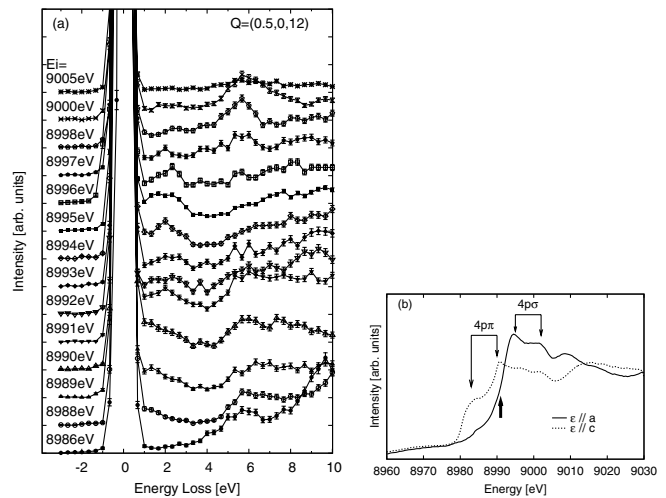 (a)
Q=(0.5,0,12)
Ei=
9005eV
9000eV
8998eV
8997eV
8996eV
8995eV
8994eV
8993eV
8992eV
8991eV
8990eV
8989eV
8988eV
8986eV
Intensity [arb. units]
-2 0 2 4 6 8 10
Energy Loss [eV]
(b)
4pσ
4pπ
Intensity [arb. units]
ε // a
ε // c
8960 8970 8980 8990 9000 9010 9020 9030
Energy [eV]